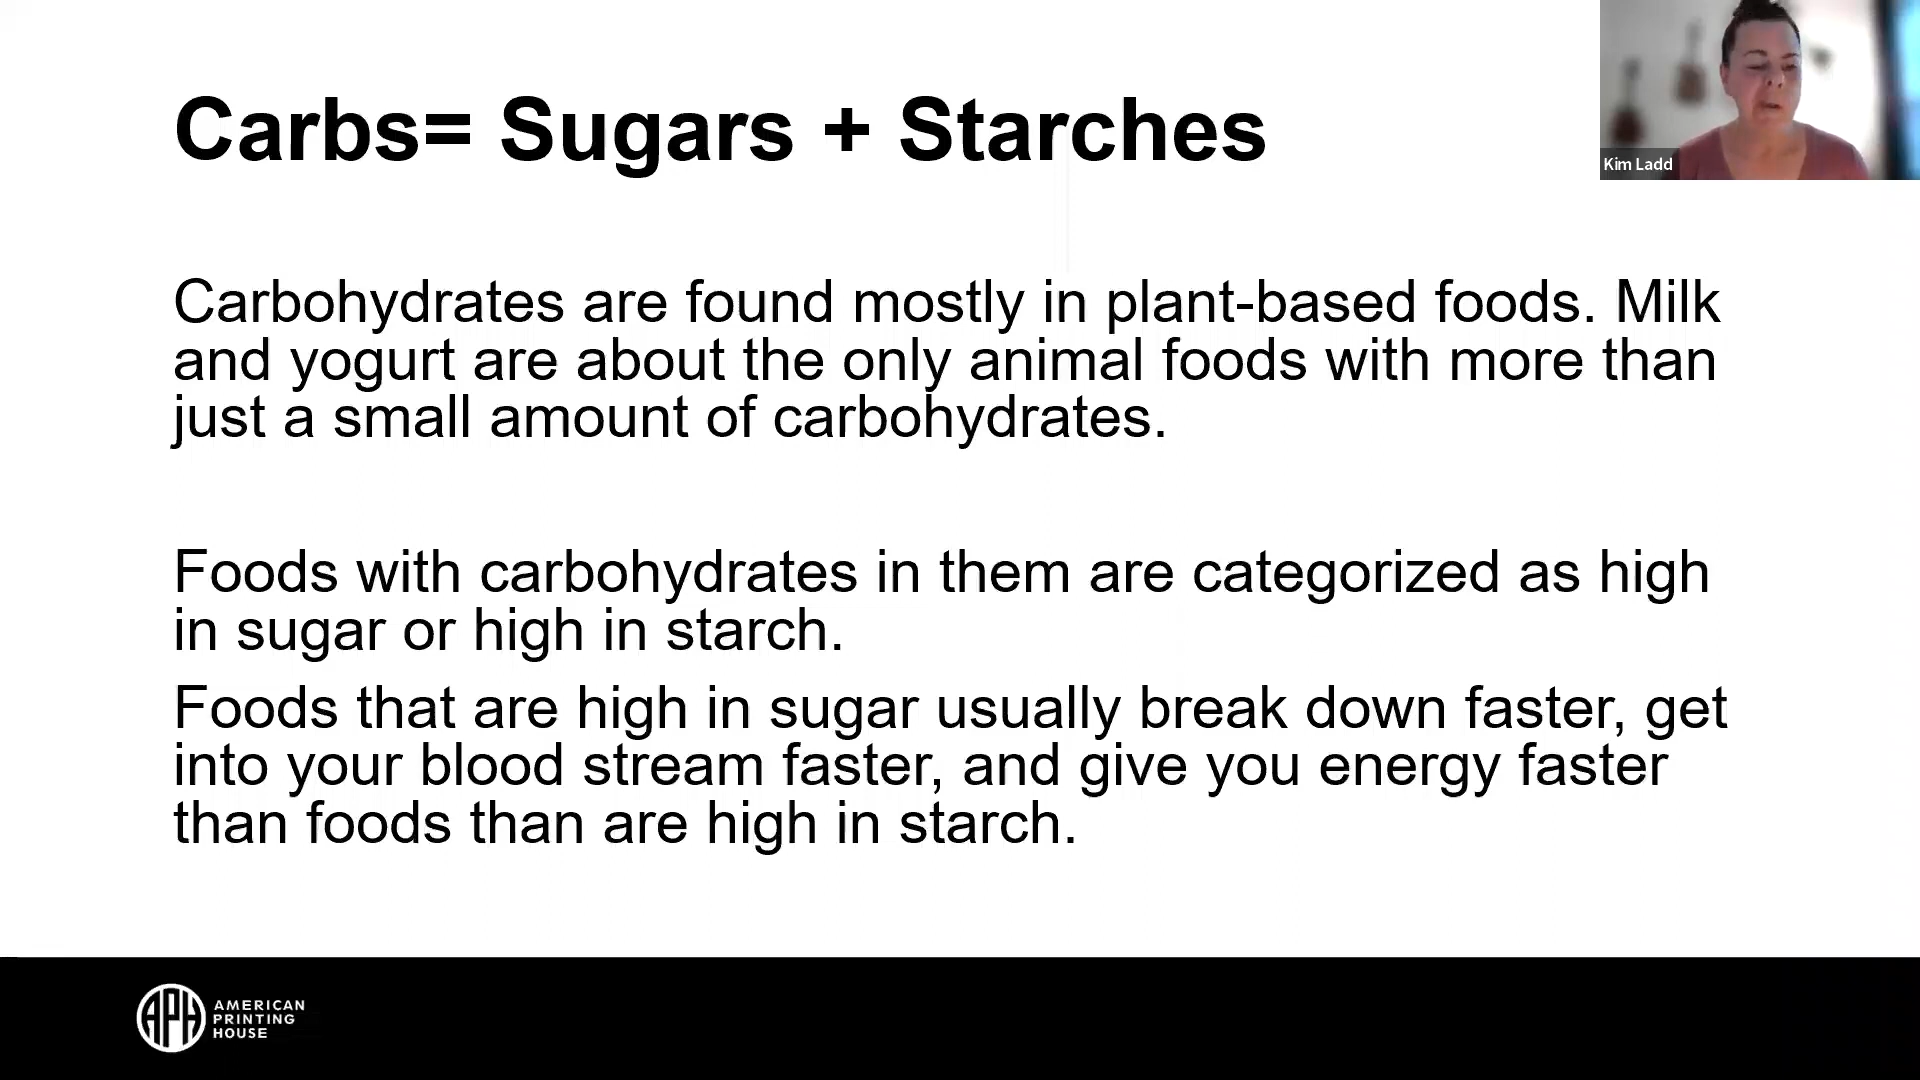 Carbs= Sugars + Starches
Kim Ladd
Carbohydrates are found mostly in plant-based foods. Milk
and yogurt are about the only animal foods with more than
just a small amount of carbohydrates.
Foods with carbohydrates in them are categorized as high
in sugar or high in starch.
Foods that are high in sugar usually break down faster, get
into your blood stream faster, and give you energy faster
than foods than are high in starch.
APH
AMERICAN
PRINTING
HOUSE